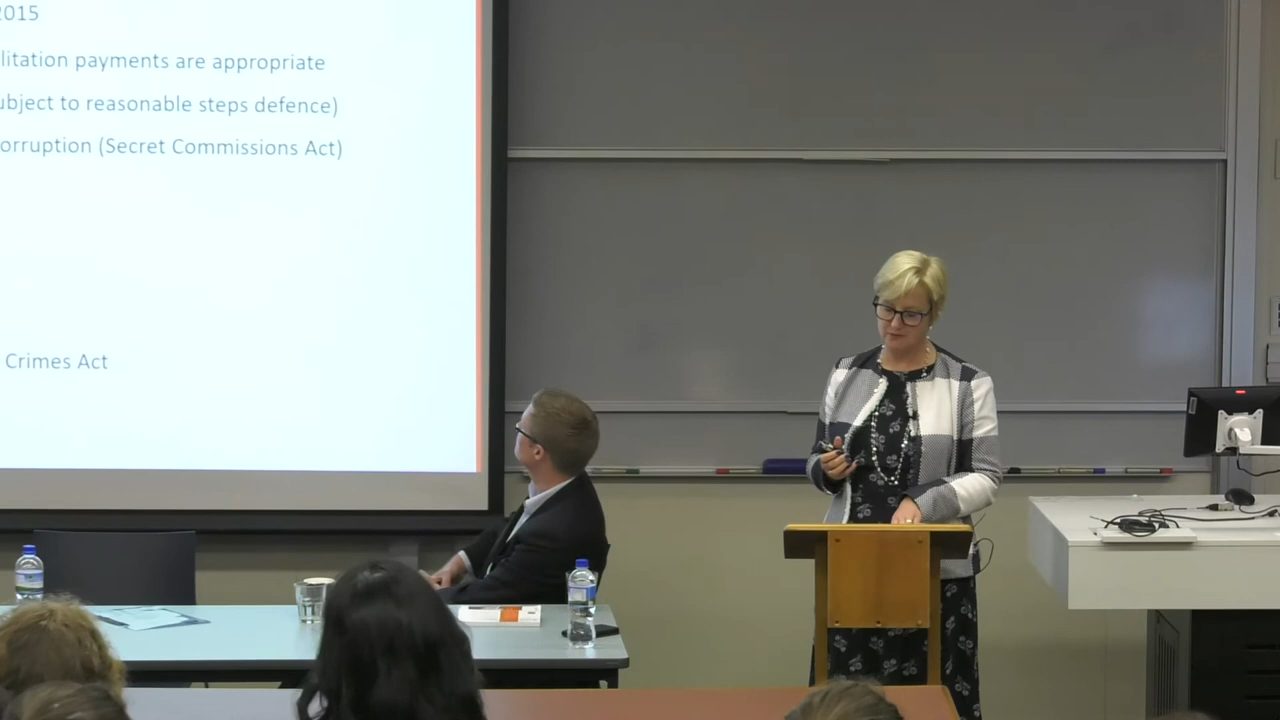 2015
litation payments are appropriate
ubject to reasonable steps defence)
orruption (Secret Commissions Act)
Crimes Act